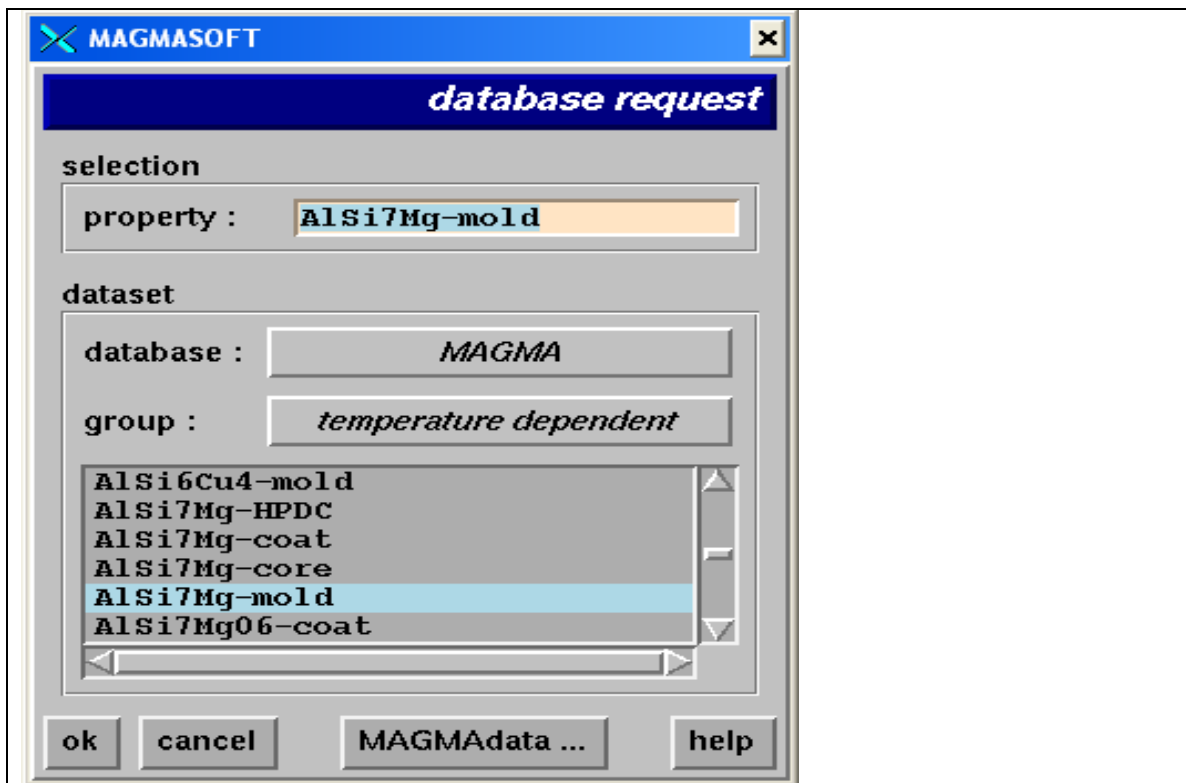 MAGMASOFT
database request
selection
property : AlSi7Mg-mold
dataset
database : MAGMA
group : temperature dependent
AlSi6Cu4-mold
AlSi7Mg-HPDC
AlSi7Mg-coat
AlSi7Mg-core
AlSi7Mg-mold
AlSi7Mg06-coat
ok cancel MAGMAdata ... help